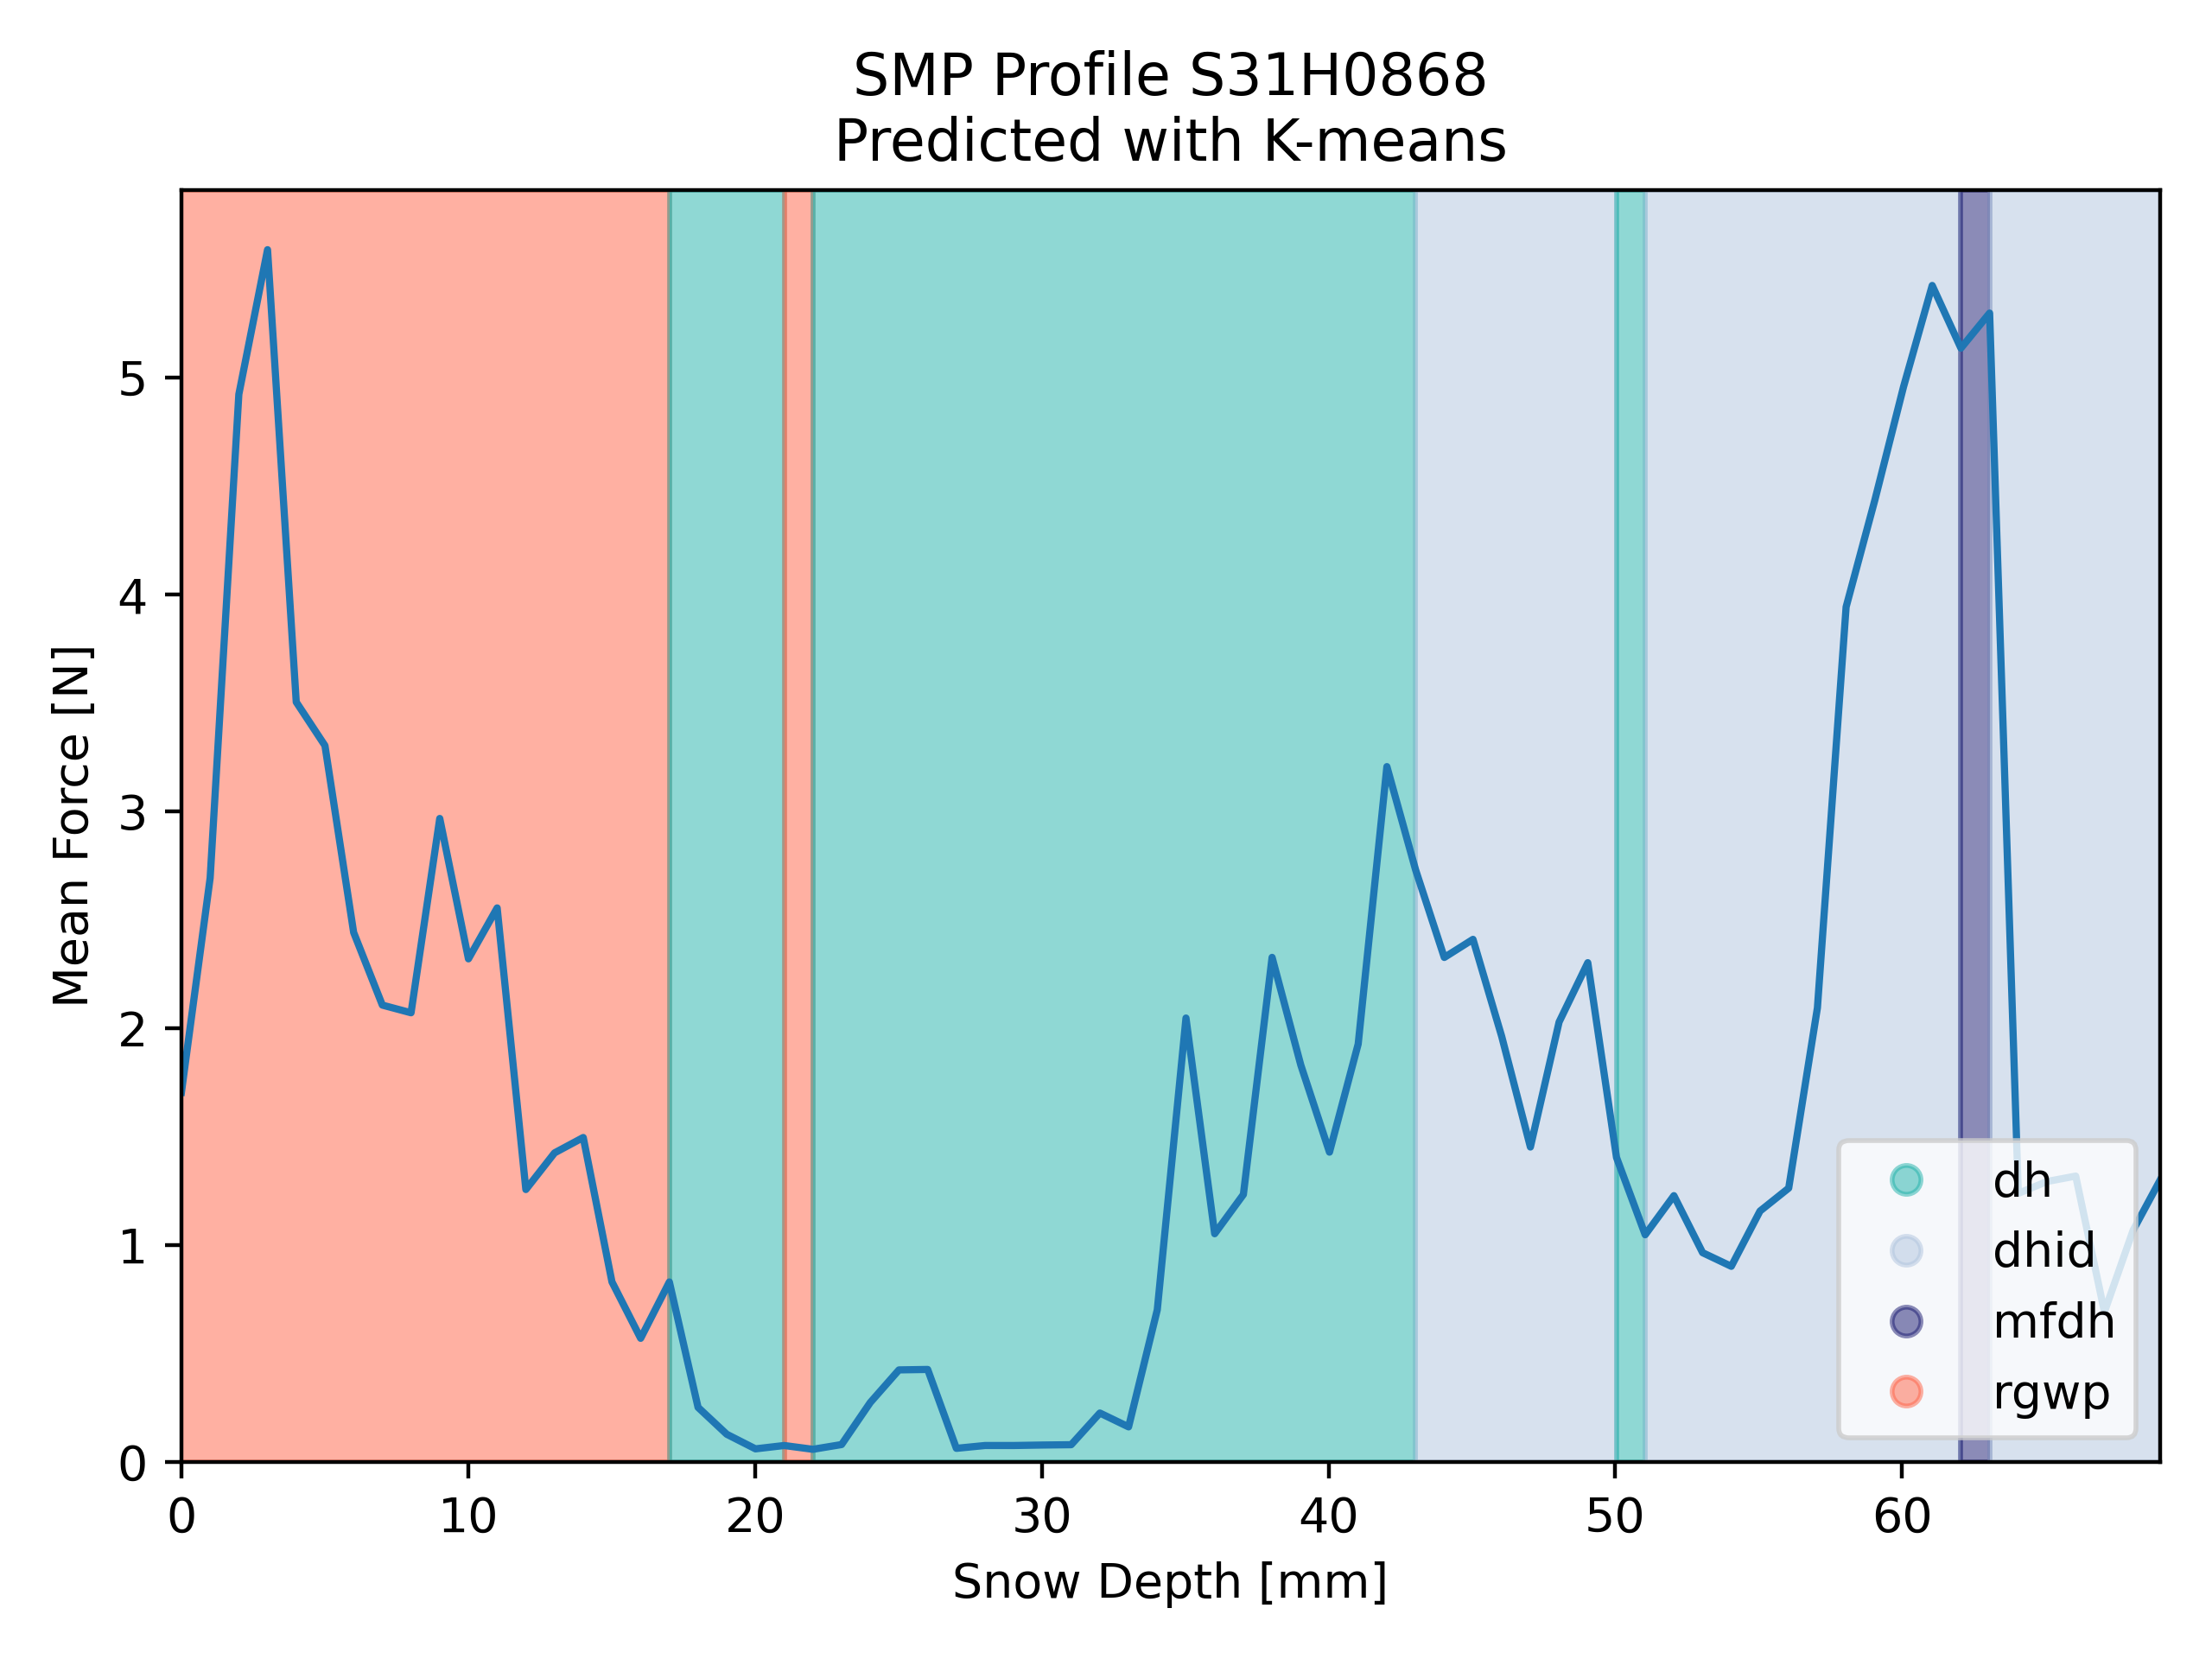 SMP Profile S31H0868
Predicted with K-means
Mean Force [N]
5
4
3
2
1
0
dh
dhid
mfdh
rgwp
0 10 20 30 40 50 60
Snow Depth [mm]